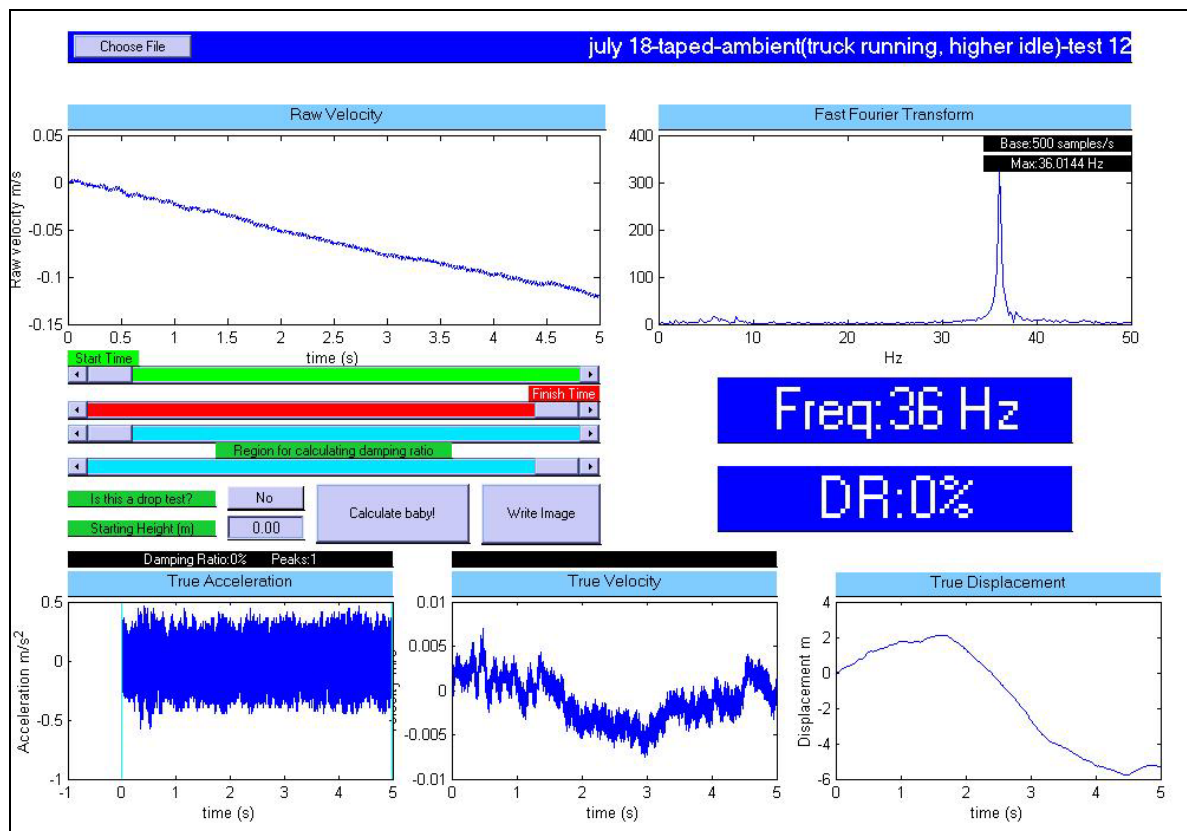 Choose File
july 18-taped-ambient(truck running, higher idle)-test 12
Raw Velocity
Raw velocity m/s
0.05
0
-0.05
-0.1
-0.15
0 0.5 1 1.5 2 2.5 3 3.5 4 4.5 5
time (s)
Fast Fourier Transform
Base:500 samples/s
Max:36.0144 Hz
400
300
200
100
0
0 10 20 30 40 50
Hz
Start Time
Finish Time
Region for calculating damping ratio
Is this a drop test?
No
Starting Height (m)
0.00
Calculate baby!
Write Image
Freq:36 Hz
DR:0%
Damping Ratio:0% Peaks:1
True Acceleration
Acceleration m/s²
0.5
0
-0.5
-1
-1 0 1 2 3 4 5
time (s)
True Velocity
0.01
0.005
0
-0.005
-0.01
0 1 2 3 4 5
time (s)
True Displacement
Displacement m
4
2
0
-2
-4
-6
0 1 2 3 4 5
time (s)